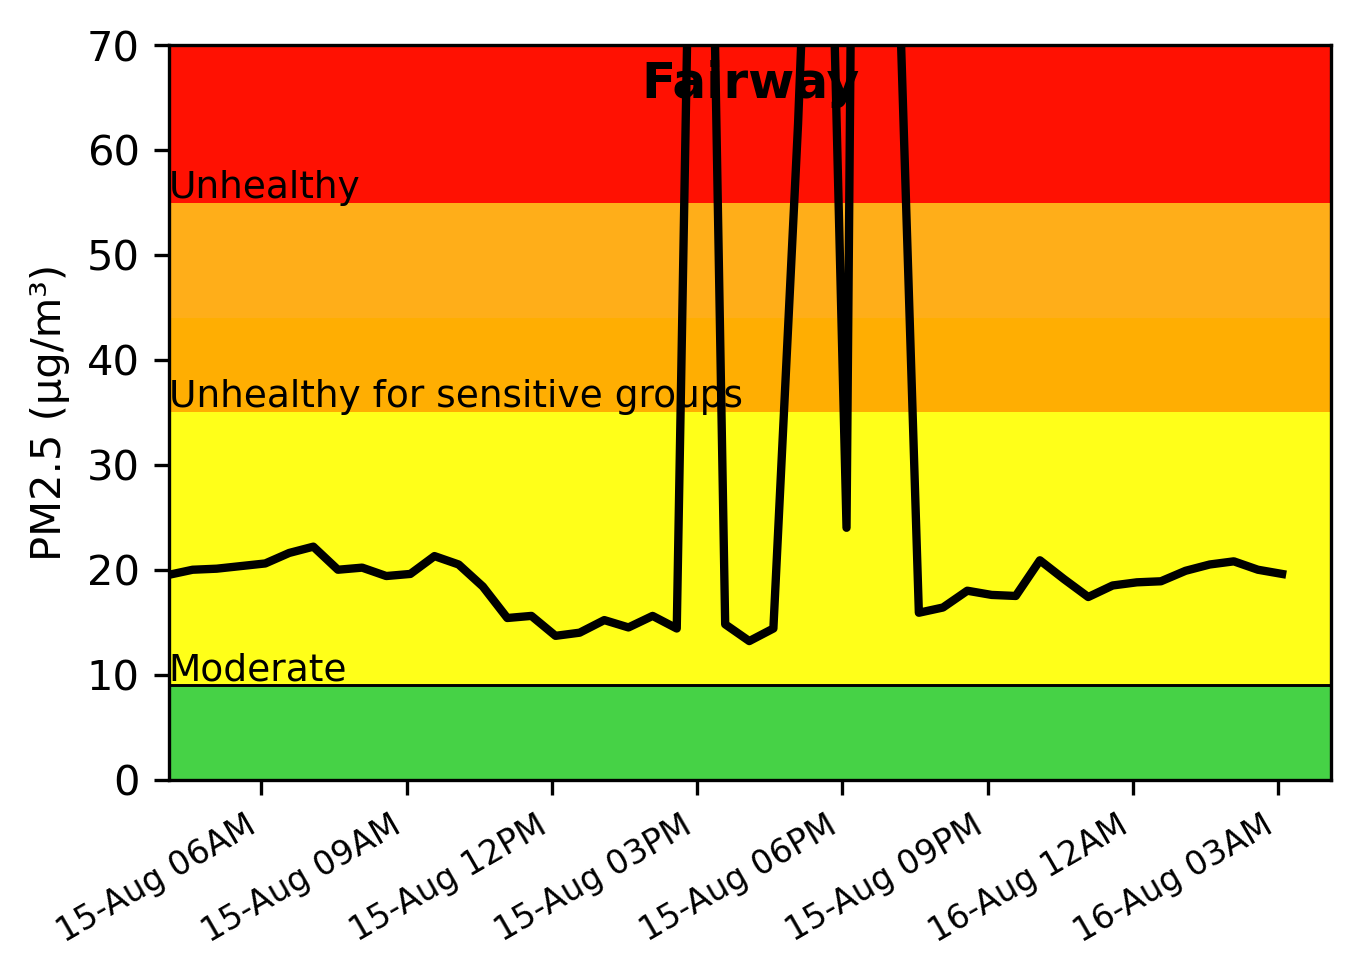 Fairway
PM2.5 (µg/m³)
70
60
50
40
30
20
10
0
Unhealthy
Unhealthy for sensitive groups
Moderate
15-Aug 06AM
15-Aug 09AM
15-Aug 12PM
15-Aug 03PM
15-Aug 06PM
15-Aug 09PM
16-Aug 12AM
16-Aug 03AM